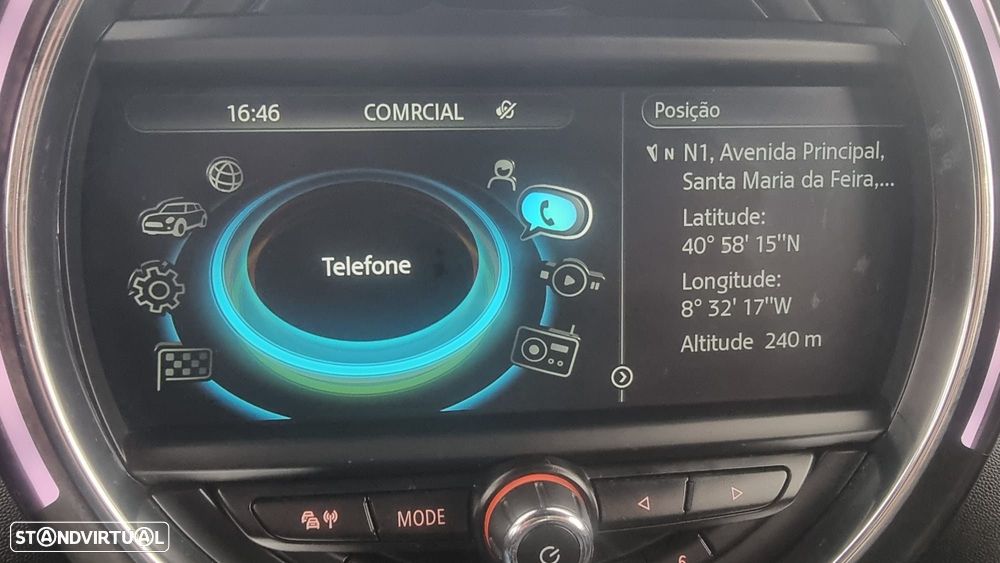 16:46 COMRCIAL
Telefone
Posição
N N1, Avenida Principal,
Santa Maria da Feira,...
Latitude:
40° 58' 15"N
Longitude:
8° 32' 17"W
Altitude 240 m
MODE
6
STANDVIRTUAL